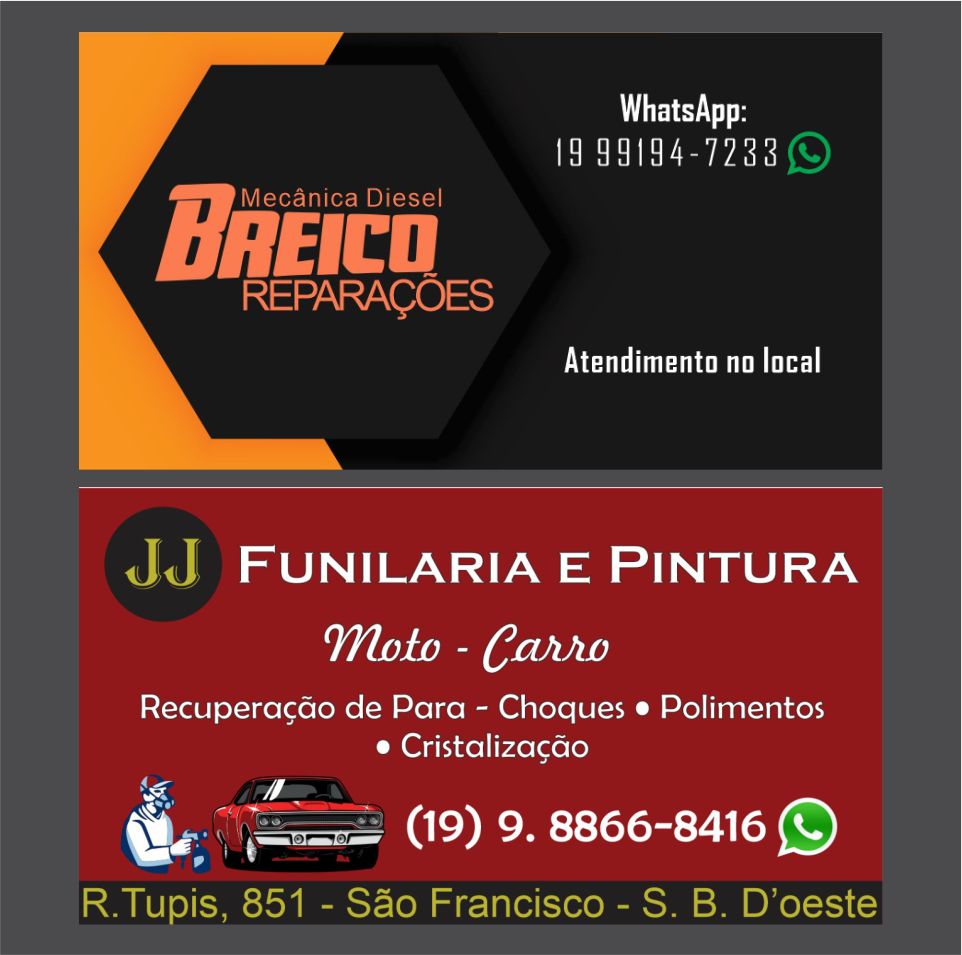 Mecânica Diesel
BREICO
REPARAÇÕES
WhatsApp:
19 99194-7233
Atendimento no local
JJ FUNILARIA E PINTURA
Moto - Carro
Recuperação de Para - Choques ● Polimentos
● Cristalização
(19) 9. 8866-8416
R.Tupis, 851 - São Francisco - S. B. D’oeste